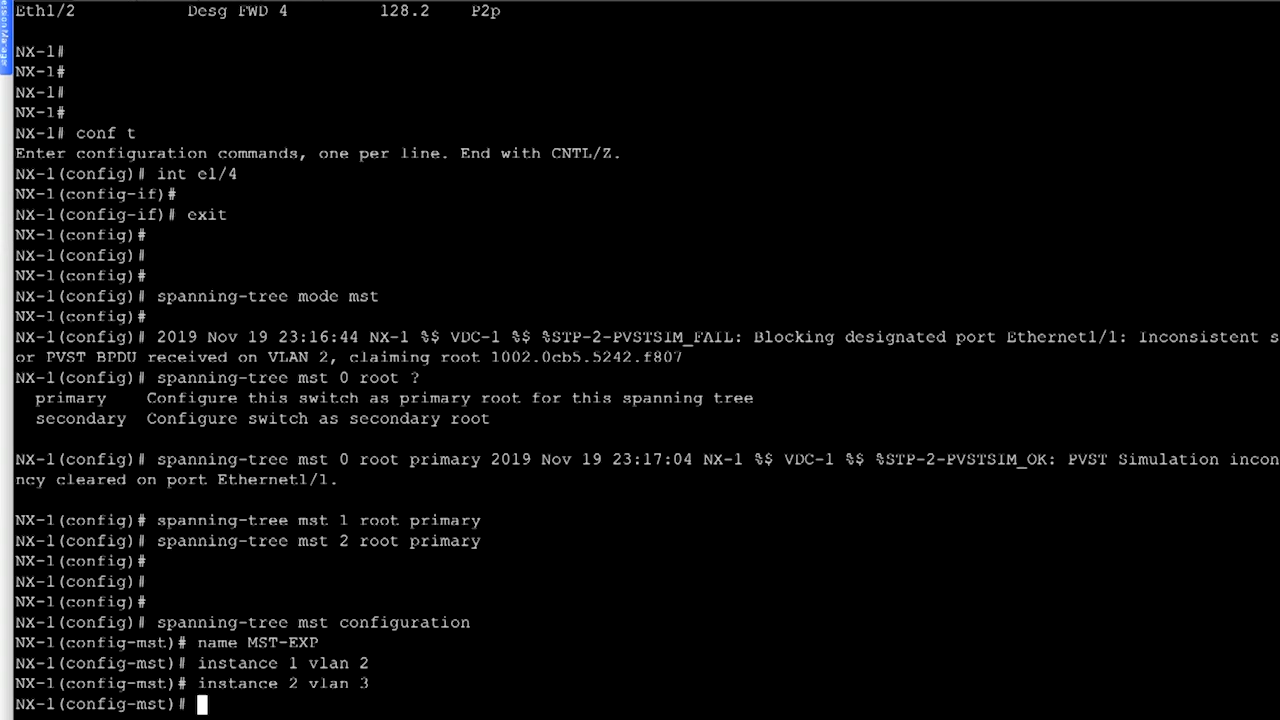 Eth1/2 Desg FWD 4 128.2 P2p
NX-1#
NX-1#
NX-1#
NX-1#
NX-1# conf t
Enter configuration commands, one per line. End with CNTL/Z.
NX-1(config)# int e1/4
NX-1(config-if)#
NX-1(config-if)# exit
NX-1(config)#
NX-1(config)#
NX-1(config)#
NX-1(config)# spanning-tree mode mst
NX-1(config)#
NX-1(config)# 2019 Nov 19 23:16:44 NX-1 %$ VDC-1 %$ %STP-2-PVSTSIM_FAIL: Blocking designated port Ethernet1/1: Inconsistent s
or PVST BPDU received on VLAN 2, claiming root 1002.0cb5.5242.f807
NX-1(config)# spanning-tree mst 0 root ?
primary Configure this switch as primary root for this spanning tree
secondary Configure switch as secondary root
NX-1(config)# spanning-tree mst 0 root primary 2019 Nov 19 23:17:04 NX-1 %$ VDC-1 %$ %STP-2-PVSTSIM_OK: PVST Simulation incon
ncy cleared on port Ethernet1/1.
NX-1(config)# spanning-tree mst 1 root primary
NX-1(config)# spanning-tree mst 2 root primary
NX-1(config)#
NX-1(config)#
NX-1(config)#
NX-1(config)# spanning-tree mst configuration
NX-1(config-mst)# name MST-EXP
NX-1(config-mst)# instance 1 vlan 2
NX-1(config-mst)# instance 2 vlan 3
NX-1(config-mst)#